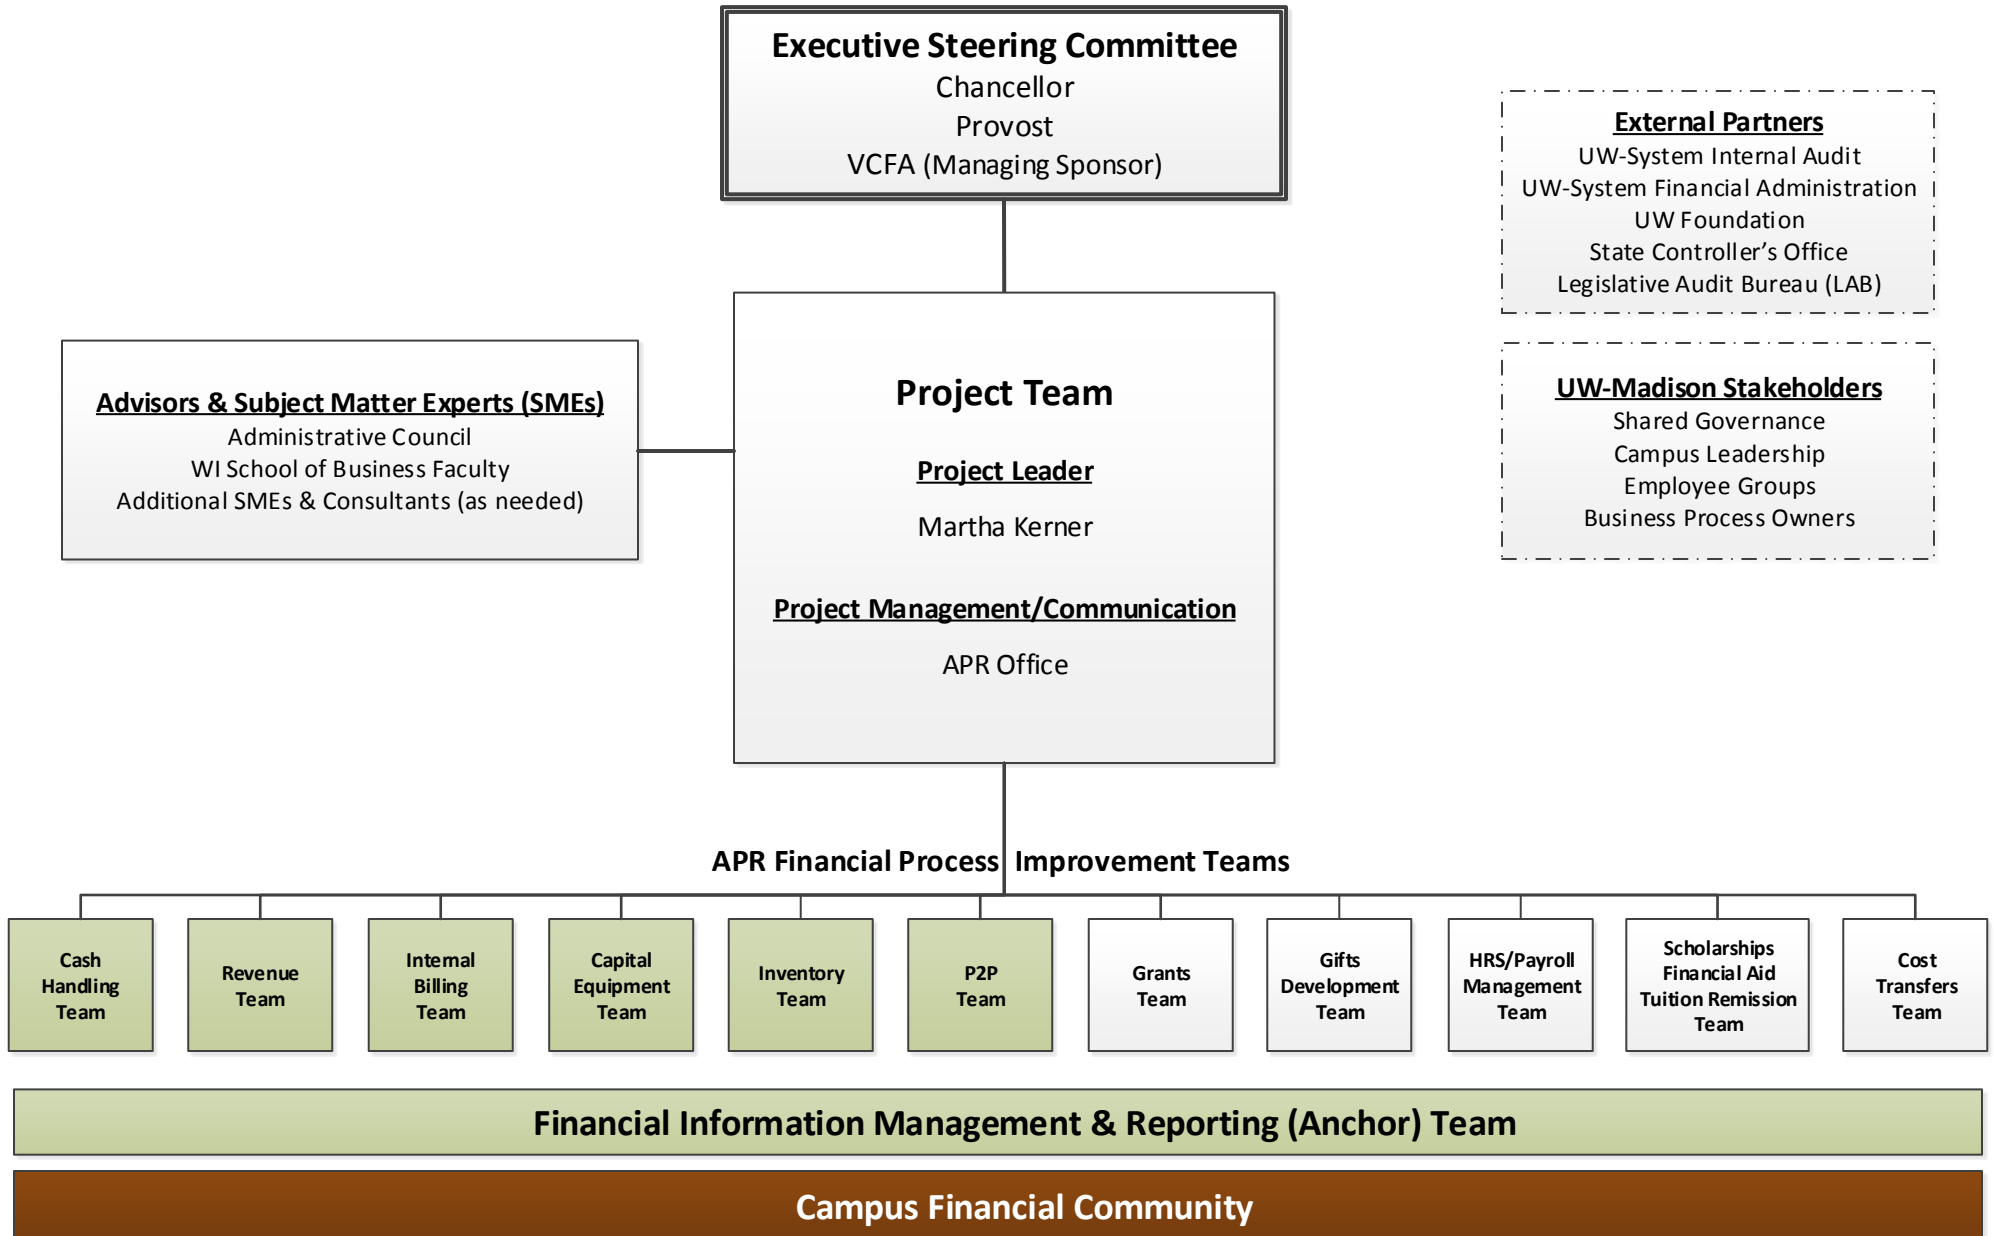 Executive Steering Committee
Chancellor
Provost
VCFA (Managing Sponsor)
External Partners
UW-System Internal Audit
UW-System Financial Administration
UW Foundation
State Controller’s Office
Legislative Audit Bureau (LAB)
Advisors & Subject Matter Experts (SMEs)
Administrative Council
WI School of Business Faculty
Additional SMEs & Consultants (as needed)
Project Team
Project Leader
Martha Kerner
Project Management/Communication
APR Office
UW-Madison Stakeholders
Shared Governance
Campus Leadership
Employee Groups
Business Process Owners
APR Financial Process Improvement Teams
Cash
Handling
Team
Revenue
Team
Internal
Billing
Team
Capital
Equipment
Team
Inventory
Team
P2P
Team
Grants
Team
Gifts
Development
Team
HRS/Payroll
Management
Team
Scholarships
Financial Aid
Tuition Remission
Team
Cost
Transfers
Team
Financial Information Management & Reporting (Anchor) Team
Campus Financial Community